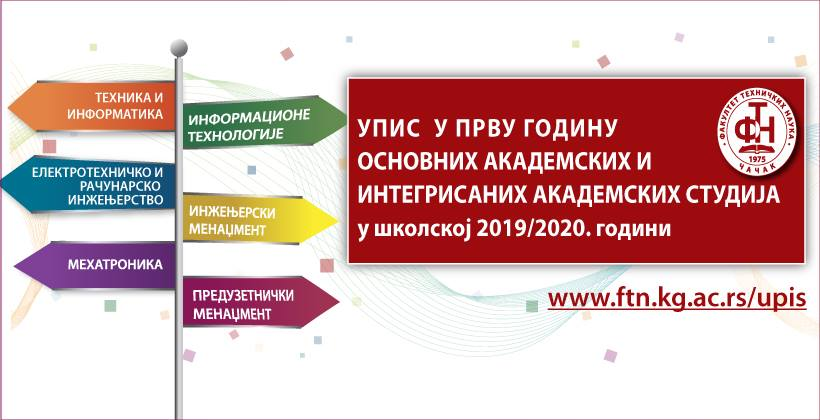 ТЕХНИКА И
ИНФОРМАТИКА
ИНФОРМАЦИОНЕ
ТЕХНОЛОГИЈЕ
ЕЛЕКТРОТЕХНИЧКО И
РАЧУНАРСКО
ИНЖЕЊЕРСТВО
ИНЖЕЊЕРСКИ
МЕНАЏМЕНТ
МЕХАТРОНИКА
ПРЕДУЗЕТНИЧКИ
МЕНАЏМЕНТ
УПИС У ПРВУ ГОДИНУ
ОСНОВНИХ АКАДЕМСКИХ И
ИНТЕГРИСАНИХ АКАДЕМСКИХ СТУДИЈА
у школској 2019/2020. години
ФАКУЛТЕТ ТЕХНИЧКИХ НАУКА
ФТН
1975
ЧАЧАК
www.ftn.kg.ac.rs/upis